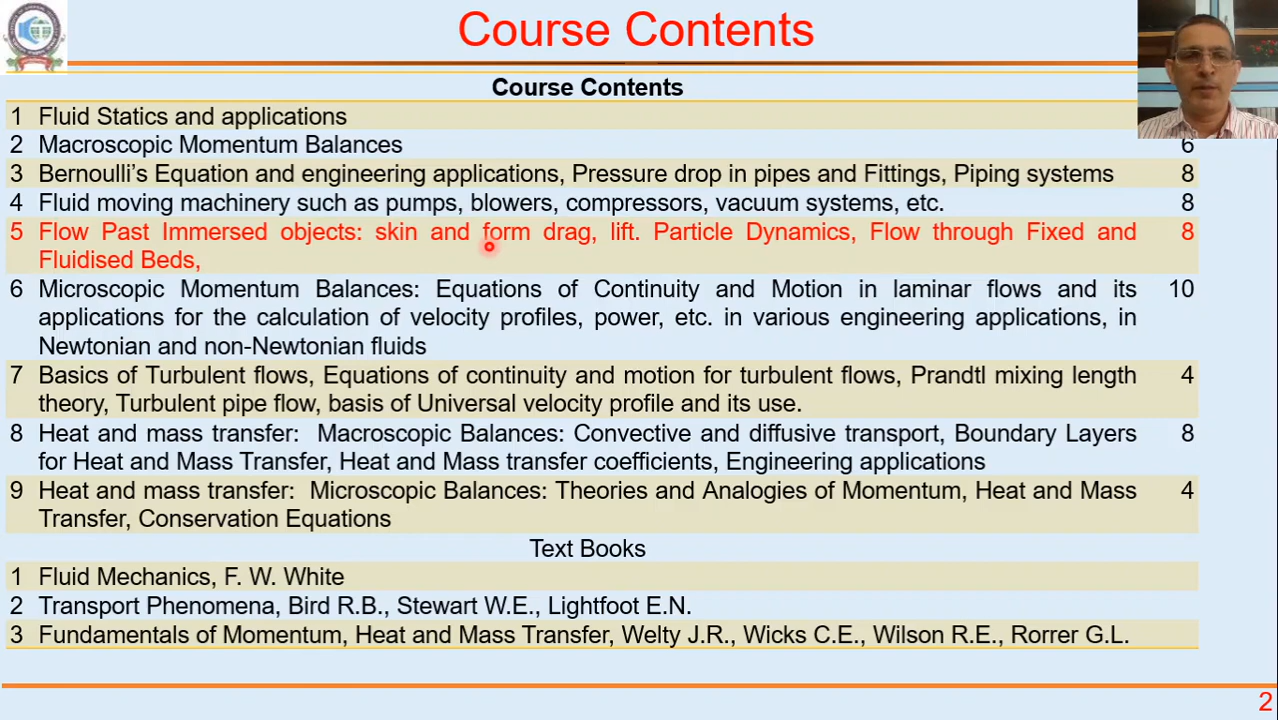 Course Contents
Course Contents
1 Fluid Statics and applications
2 Macroscopic Momentum Balances 6
3 Bernoulli's Equation and engineering applications, Pressure drop in pipes and Fittings, Piping systems 8
4 Fluid moving machinery such as pumps, blowers, compressors, vacuum systems, etc. 8
5 Flow Past Immersed objects: skin and form drag, lift. Particle Dynamics, Flow through Fixed and 8
Fluidised Beds,
6 Microscopic Momentum Balances: Equations of Continuity and Motion in laminar flows and its 10
applications for the calculation of velocity profiles, power, etc. in various engineering applications, in
Newtonian and non-Newtonian fluids
7 Basics of Turbulent flows, Equations of continuity and motion for turbulent flows, Prandtl mixing length 4
theory, Turbulent pipe flow, basis of Universal velocity profile and its use.
8 Heat and mass transfer: Macroscopic Balances: Convective and diffusive transport, Boundary Layers 8
for Heat and Mass Transfer, Heat and Mass transfer coefficients, Engineering applications
9 Heat and mass transfer: Microscopic Balances: Theories and Analogies of Momentum, Heat and Mass 4
Transfer, Conservation Equations
Text Books
1 Fluid Mechanics, F. W. White
2 Transport Phenomena, Bird R.B., Stewart W.E., Lightfoot E.N.
3 Fundamentals of Momentum, Heat and Mass Transfer, Welty J.R., Wicks C.E., Wilson R.E., Rorrer G.L.
2